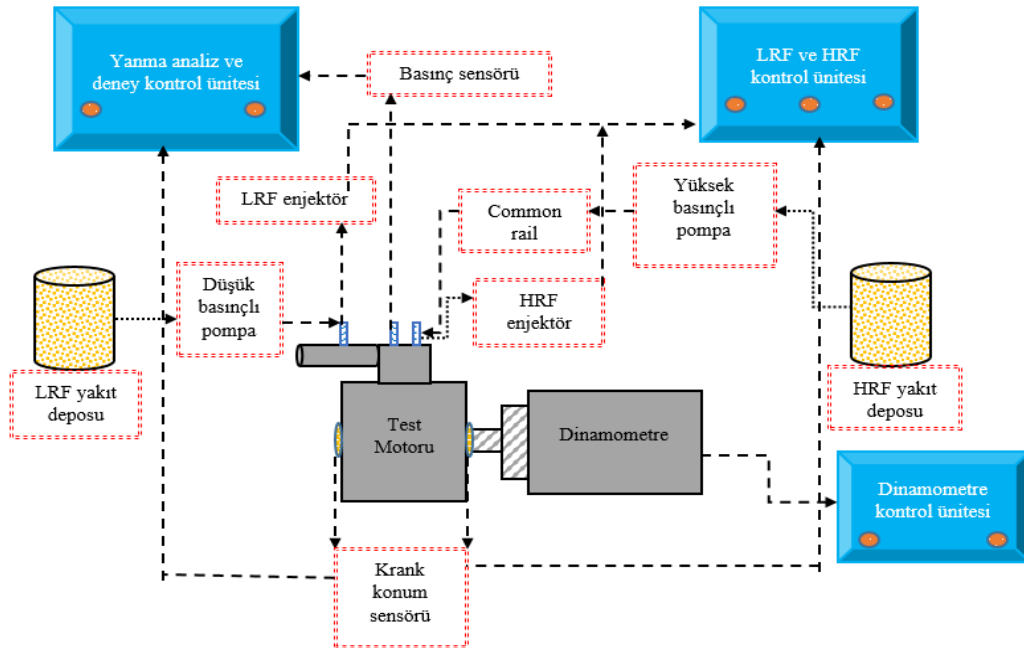 Yanma analiz ve
deney kontrol ünitesi
Basınç sensörü
LRF ve HRF
kontrol ünitesi
LRF enjektör
Common
rail
Yüksek
basınçlı
pompa
Düşük
basınçlı
pompa
HRF
enjektör
LRF yakıt
deposu
HRF yakıt
deposu
Test
Motoru
Dinamometre
Dinamometre
kontrol ünitesi
Krank
konum
sensörü